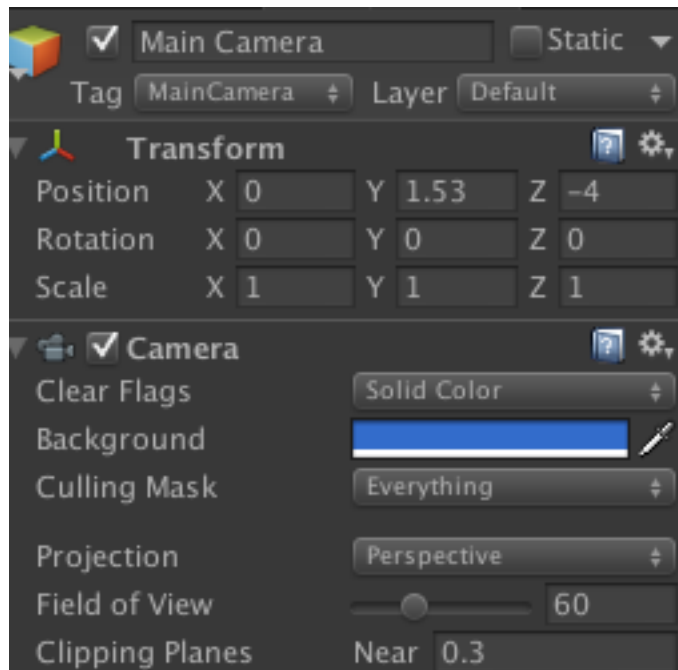 Main Camera Static
Tag MainCamera Layer Default
Transform
Position X 0 Y 1.53 Z -4
Rotation X 0 Y 0 Z 0
Scale X 1 Y 1 Z 1
Camera
Clear Flags Solid Color
Background
Culling Mask Everything
Projection Perspective
Field of View 60
Clipping Planes Near 0.3